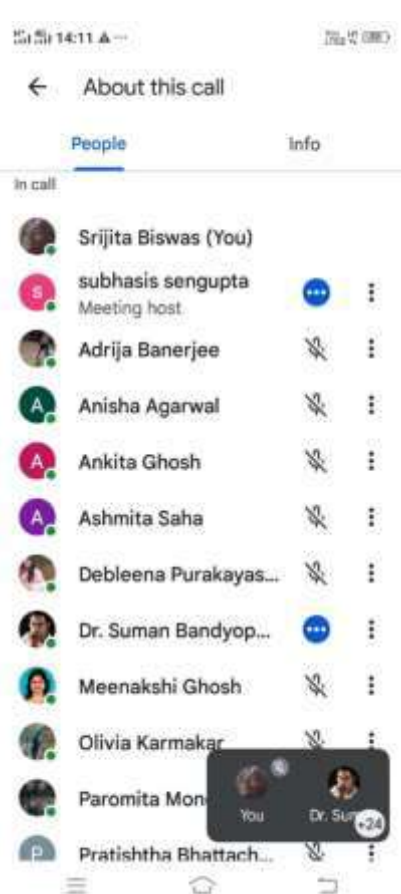 14:11
About this call
People
Info
In call
Srijita Biswas (You)
S
subhasis sengupta
Meeting host
Adrija Banerjee
A
Anisha Agarwal
A
Ankita Ghosh
A
Ashmita Saha
Debleena Purakayas...
Dr. Suman Bandyop...
Meenakshi Ghosh
Olivia Karmakar
Paromita Mon
You
Dr. Su
+24
P
Pratishtha Bhattach...